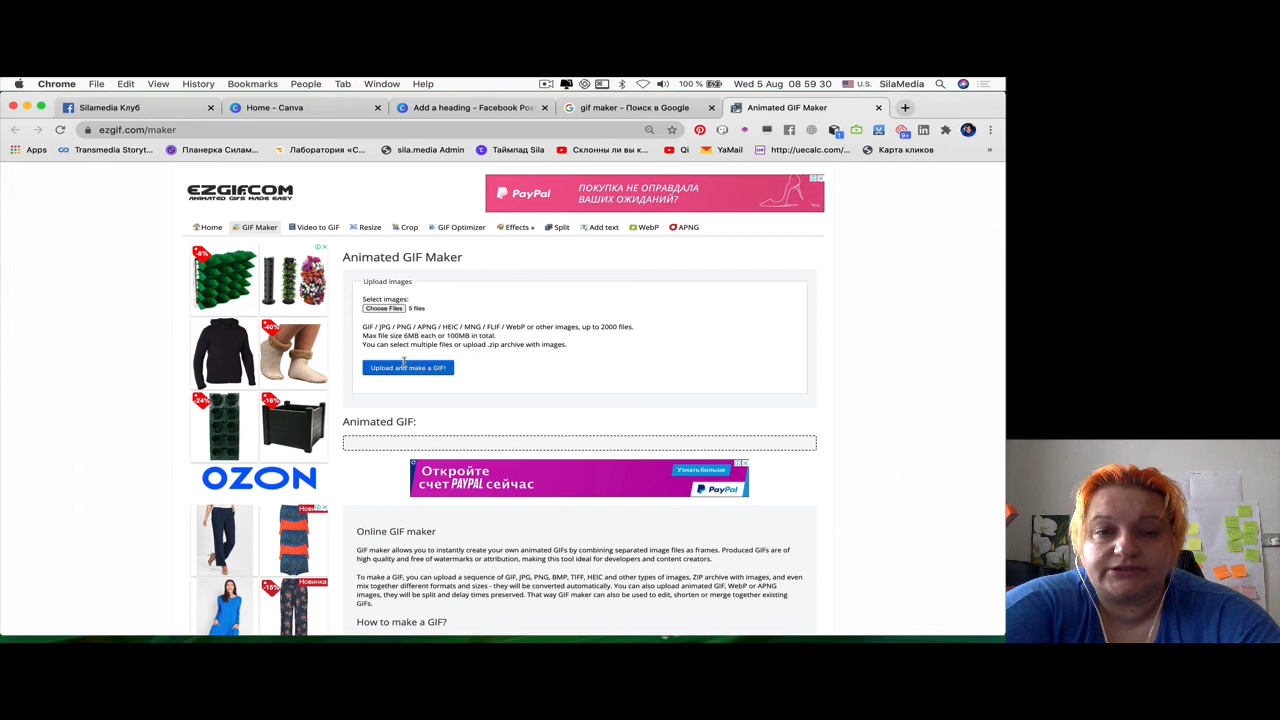 Chrome File Edit View History Bookmarks People Tab Window Help 100 % Wed 5 Aug 08 59 30 U.S. SilaMedia
Silamedia Клуб Home - Canva Add a heading - Facebook Pos gif maker - Поиск в Google Animated GIF Maker
ezgif.com/maker
Apps Transmedia Storyt... Планерка Силам... Лаборатория «С... sila.media Admin Таймпад Sila Склонны ли вы к... Qi YaMail http://uecalc.com/... Карта кликов »
EZGIF.COM
ANIMATED GIFS MADE EASY
PayPal ПОКУПКА НЕ ОПРАВДАЛА
ВАШИХ ОЖИДАНИЙ?
Home GIF Maker Video to GIF Resize Crop GIF Optimizer Effects » Split Add text WebP APNG
-8%
-40%
-24%
-16%
OZON
Новин
Новинка
-15%
Animated GIF Maker
Upload images
Select images:
Choose Files 5 files
GIF / JPG / PNG / APNG / HEIC / MNG / FLIF / WebP or other images, up to 2000 files.
Max file size 6MB each or 100MB in total.
You can select multiple files or upload .zip archive with images.
Upload and make a GIF!
Animated GIF:
Откройте
счет PAYPAL сейчас
Узнать больше
PayPal
Online GIF maker
GIF maker allows you to instantly create your own animated GIFs by combining separated image files as frames. Produced GIFs are of
high quality and free of watermarks or attribution, making this tool ideal for developers and content creators.
To make a GIF, you can upload a sequence of GIF, JPG, PNG, BMP, TIFF, HEIC and other types of images, ZIP archive with images, and even
mix together different formats and sizes - they will be converted automatically. You can also upload animated GIF, WebP or APNG
images, they will be split and delay times preserved. That way GIF maker can also be used to edit, shorten or merge together existing
GIFs.
How to make a GIF?